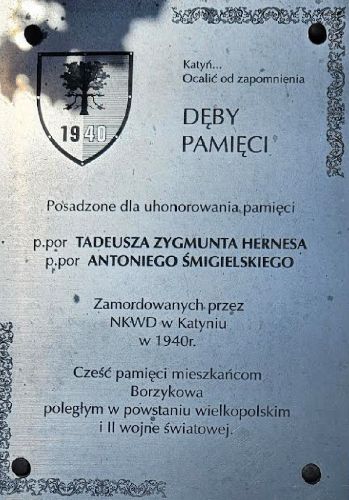 Katyń...
Ocalić od zapomnienia
1940
DĘBY
PAMIĘCI
Posadzone dla uhonorowania pamięci
p.por TADEUSZA ZYGMUNTA HERNESA
p.por ANTONIEGO ŚMIGIELSKIEGO
Zamordowanych przez
NKWD w Katyniu
w 1940r.
Cześć pamięci mieszkańcom
Borzykowa
poległym w powstaniu wielkopolskim
i II wojne światowej.